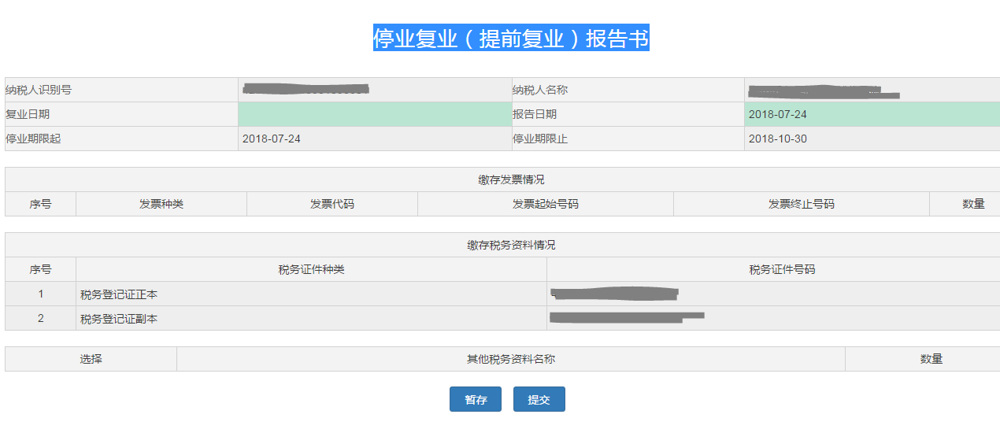 停业复业（提前复业）报告书
纳税人识别号 纳税人名称
复业日期 报告日期 2018-07-24
停业期限起 2018-07-24 停业期限止 2018-10-30
缴存发票情况
序号 发票种类 发票代码 发票起始号码 发票终止号码 数量
缴存税务资料情况
序号 税务证件种类 税务证件号码
1 税务登记证正本
2 税务登记证副本
选择 其他税务资料名称 数量
暂存 提交